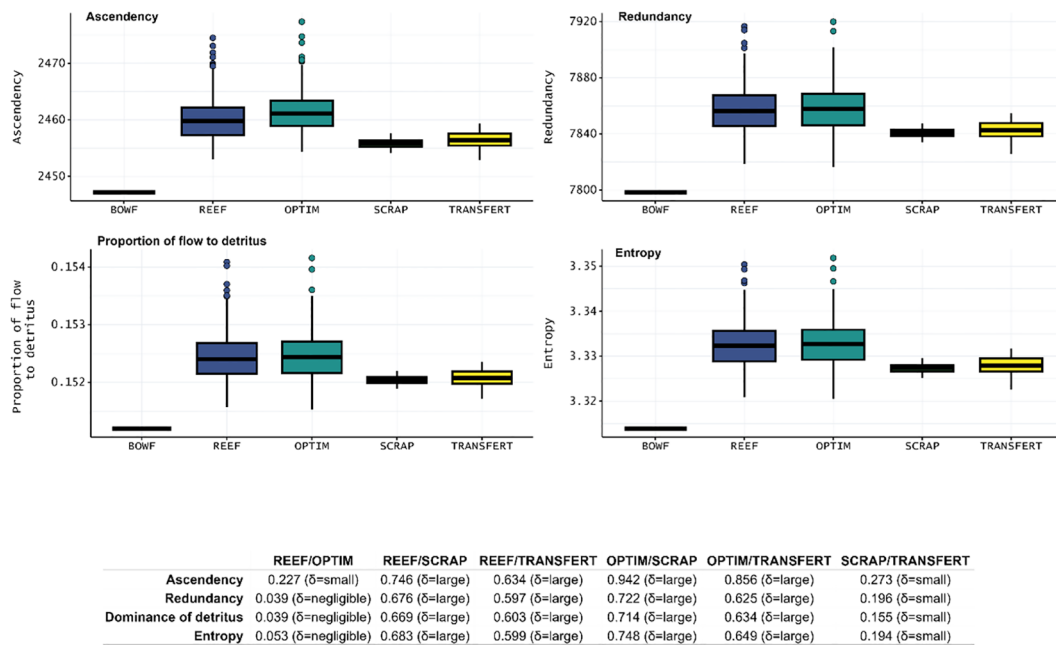 Ascendency
Ascendency
2470
2460
2450
BOWF REEF OPTIM SCRAP TRANSFERT
Redundancy
Redundancy
7920
7880
7840
7800
BOWF REEF OPTIM SCRAP TRANSFERT
Proportion of flow to detritus
Proportion of flow
to detritus
0.154
0.153
0.152
BOWF REEF OPTIM SCRAP TRANSFERT
Entropy
Entropy
3.35
3.34
3.33
3.32
BOWF REEF OPTIM SCRAP TRANSFERT
REEF/OPTIM REEF/SCRAP REEF/TRANSFERT OPTIM/SCRAP OPTIM/TRANSFERT SCRAP/TRANSFERT
Ascendency 0.227 (δ=small) 0.746 (δ=large) 0.634 (δ=large) 0.942 (δ=large) 0.856 (δ=large) 0.273 (δ=small)
Redundancy 0.039 (δ=negligible) 0.676 (δ=large) 0.597 (δ=large) 0.722 (δ=large) 0.625 (δ=large) 0.196 (δ=small)
Dominance of detritus 0.039 (δ=negligible) 0.669 (δ=large) 0.603 (δ=large) 0.714 (δ=large) 0.634 (δ=large) 0.155 (δ=small)
Entropy 0.053 (δ=negligible) 0.683 (δ=large) 0.599 (δ=large) 0.748 (δ=large) 0.649 (δ=large) 0.194 (δ=small)